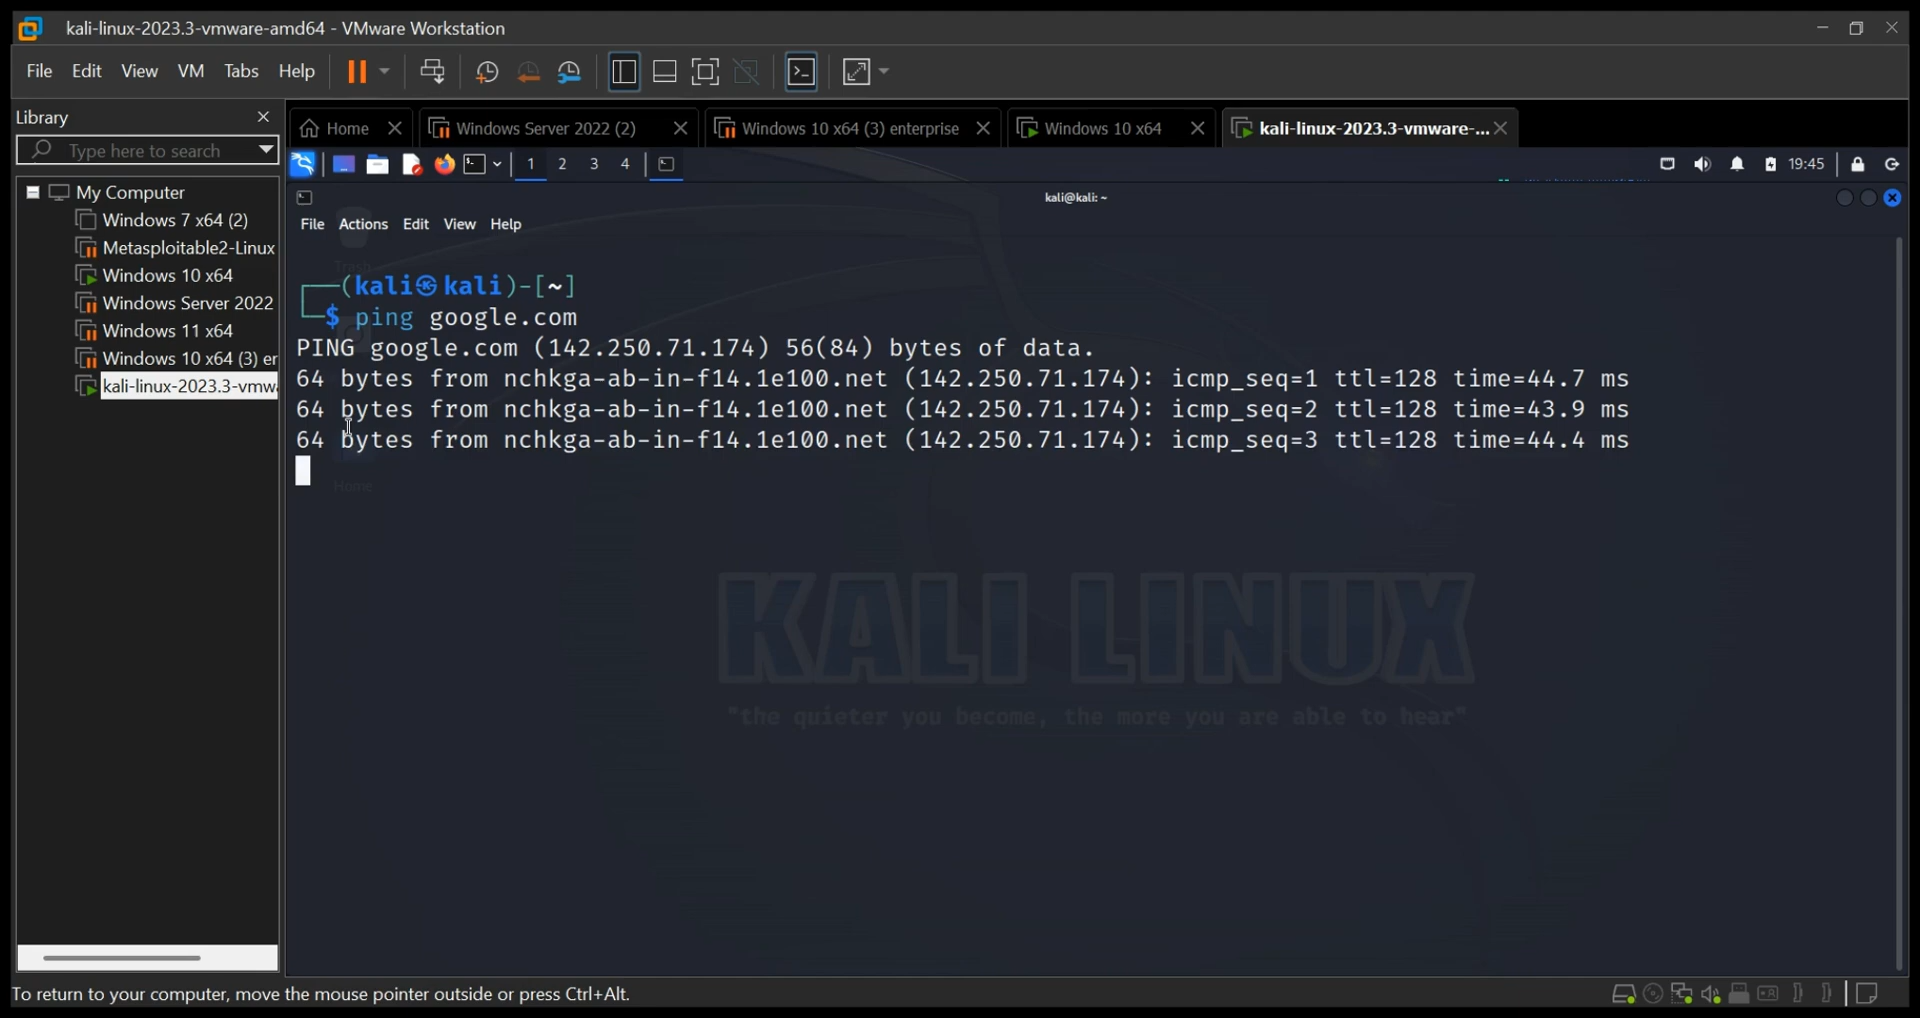 kali-linux-2023.3-vmware-amd64 - VMware Workstation
File Edit View VM Tabs Help
Library
Type here to search
My Computer
Windows 7 x64 (2)
Metasploitable2-Linux
Windows 10 x64
Windows Server 2022
Windows 11 x64
Windows 10 x64 (3) er
kali-linux-2023.3-vmwa
Home Windows Server 2022 (2) Windows 10 x64 (3) enterprise Windows 10 x64 kali-linux-2023.3-vmware-...
1 2 3 4 19:45
kali@kali: ~
File Actions Edit View Help
Trash
┌──(kali㉿kali)-[~]
└─$ ping google.com
PING google.com (142.250.71.174) 56(84) bytes of data.
64 bytes from nchkga-ab-in-f14.1e100.net (142.250.71.174): icmp_seq=1 ttl=128 time=44.7 ms
64 bytes from nchkga-ab-in-f14.1e100.net (142.250.71.174): icmp_seq=2 ttl=128 time=43.9 ms
64 bytes from nchkga-ab-in-f14.1e100.net (142.250.71.174): icmp_seq=3 ttl=128 time=44.4 ms
Home
KALI LINUX
"the quieter you become, the more you are able to hear"
To return to your computer, move the mouse pointer outside or press Ctrl+Alt.